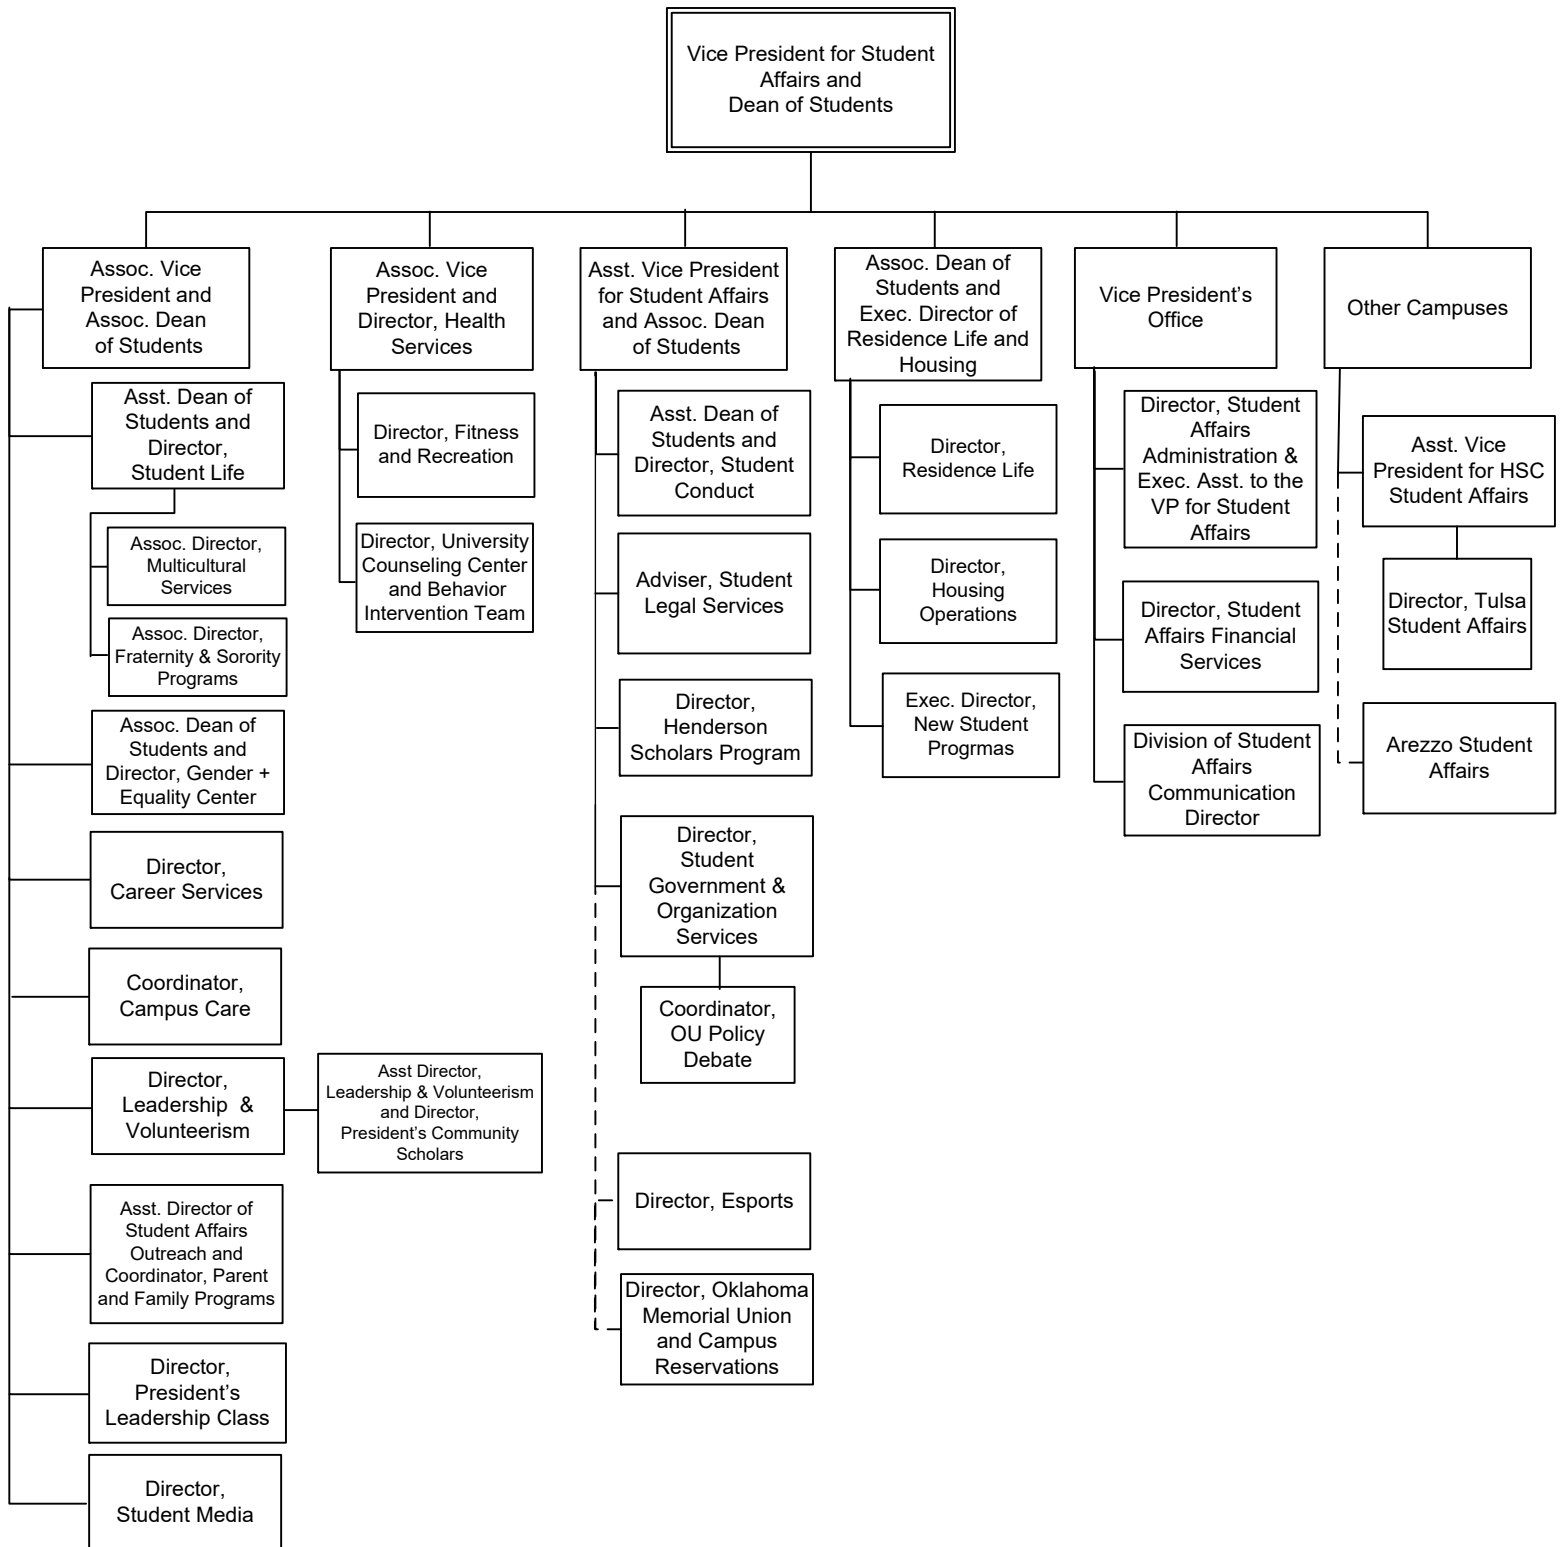 Vice President for Student
Affairs and
Dean of Students
Assoc. Vice
President and
Assoc. Dean
of Students
Asst. Dean of
Students and
Director,
Student Life
Assoc. Director,
Multicultural
Services
Assoc. Director,
Fraternity & Sorority
Programs
Assoc. Dean of
Students and
Director, Gender +
Equality Center
Director,
Career Services
Coordinator,
Campus Care
Director,
Leadership &
Volunteerism
Asst Director,
Leadership & Volunteerism
and Director,
President’s Community
Scholars
Asst. Director of
Student Affairs
Outreach and
Coordinator, Parent
and Family Programs
Director,
President’s
Leadership Class
Director,
Student Media
Assoc. Vice
President and
Director, Health
Services
Director, Fitness
and Recreation
Director, University
Counseling Center
and Behavior
Intervention Team
Asst. Vice President
for Student Affairs
and Assoc. Dean
of Students
Asst. Dean of
Students and
Director, Student
Conduct
Adviser, Student
Legal Services
Director,
Henderson
Scholars Program
Director,
Student
Government &
Organization
Services
Coordinator,
OU Policy
Debate
Director, Esports
Director, Oklahoma
Memorial Union
and Campus
Reservations
Assoc. Dean of
Students and
Exec. Director of
Residence Life and
Housing
Director,
Residence Life
Director,
Housing
Operations
Exec. Director,
New Student
Progrmas
Vice President’s
Office
Director, Student
Affairs
Administration &
Exec. Asst. to the
VP for Student
Affairs
Director, Student
Affairs Financial
Services
Division of Student
Affairs
Communication
Director
Other Campuses
Asst. Vice
President for HSC
Student Affairs
Director, Tulsa
Student Affairs
Arezzo Student
Affairs